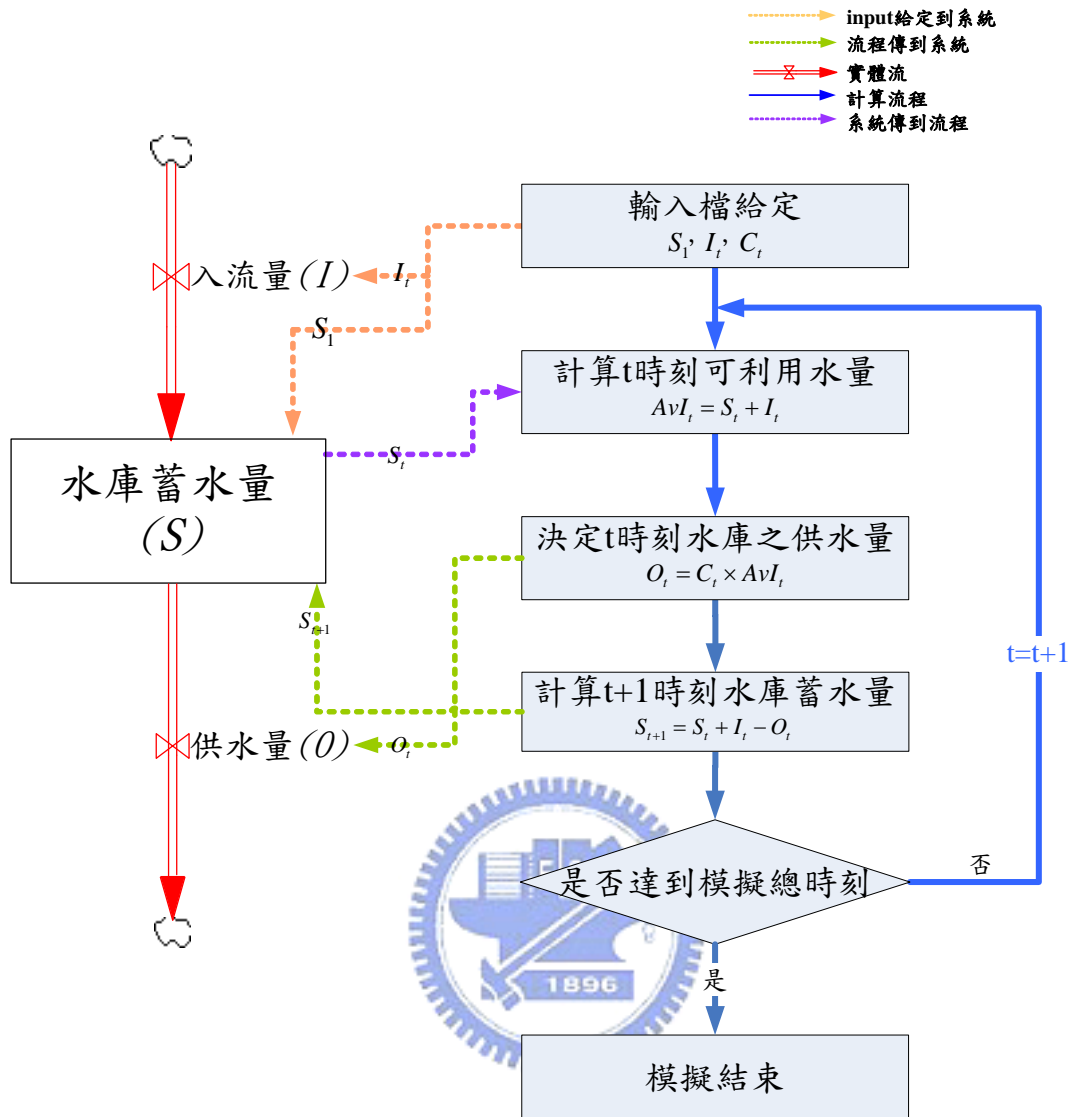 input給定到系統
流程傳到系統
實體流
計算流程
系統傳到流程
輸入檔給定
S₁, Iₜ, Cₜ
入流量(I)
Iₜ
S₁
計算t時刻可利用水量
AvIₜ = Sₜ + Iₜ
Sₜ
水庫蓄水量
(S)
決定t時刻水庫之供水量
Oₜ = Cₜ × AvIₜ
Sₜ₊₁
t=t+1
計算t+1時刻水庫蓄水量
Sₜ₊₁ = Sₜ + Iₜ − Oₜ
供水量(O)
Oₜ
是否達到模擬總時刻
否
1896
是
模擬結束